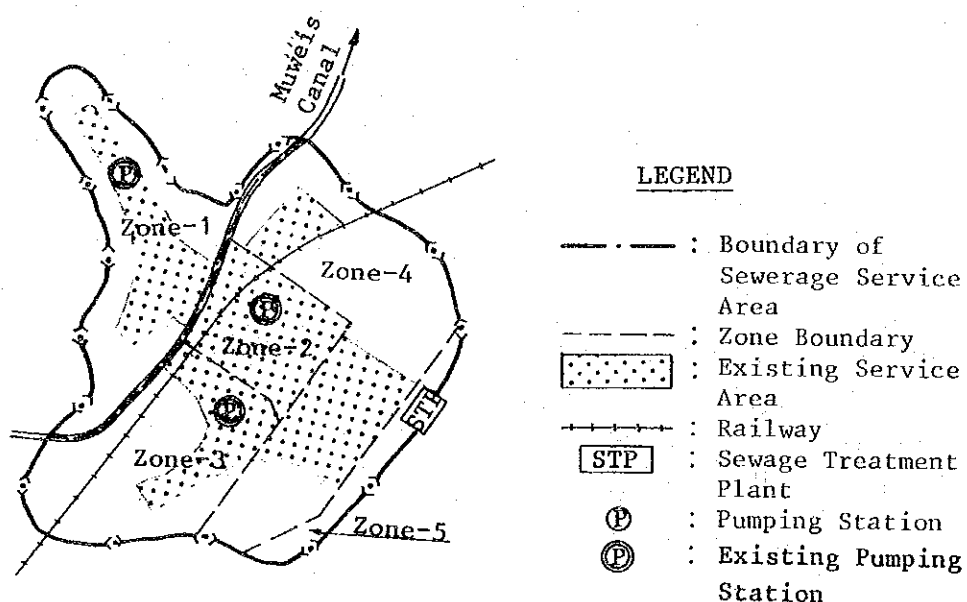 Muweis
Canal
P
Zone-1
Zone-4
P
Zone-2
STP
P
Zone-3
Zone-5
LEGEND
: Boundary of
Sewerage Service
Area
: Zone Boundary
: Existing Service
Area
: Railway
STP : Sewage Treatment
Plant
P : Pumping Station
P : Existing Pumping
Station